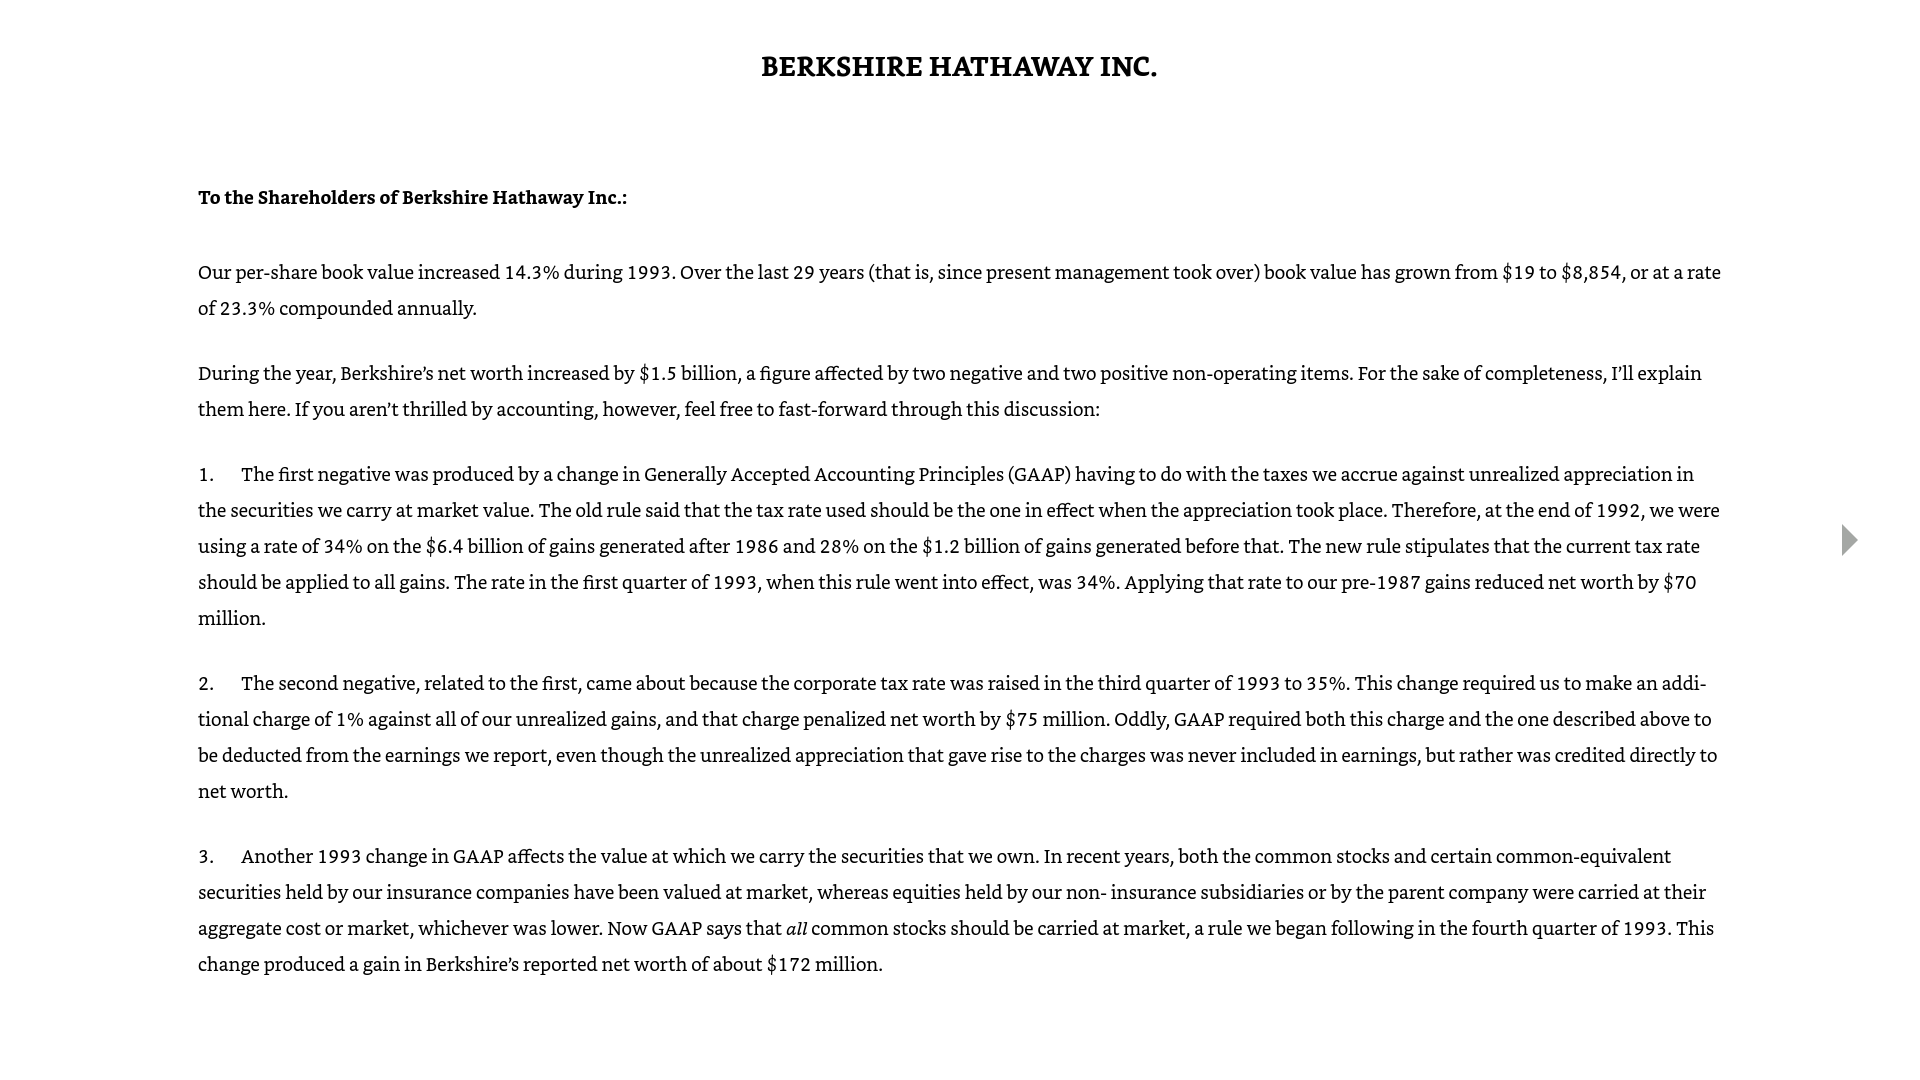 BERKSHIRE HATHAWAY INC.
To the Shareholders of Berkshire Hathaway Inc.:
Our per-share book value increased 14.3% during 1993. Over the last 29 years (that is, since present management took over) book value has grown from $19 to $8,854, or at a rate
of 23.3% compounded annually.
During the year, Berkshire’s net worth increased by $1.5 billion, a figure affected by two negative and two positive non-operating items. For the sake of completeness, I’ll explain
them here. If you aren’t thrilled by accounting, however, feel free to fast-forward through this discussion:
1. The first negative was produced by a change in Generally Accepted Accounting Principles (GAAP) having to do with the taxes we accrue against unrealized appreciation in
the securities we carry at market value. The old rule said that the tax rate used should be the one in effect when the appreciation took place. Therefore, at the end of 1992, we were
using a rate of 34% on the $6.4 billion of gains generated after 1986 and 28% on the $1.2 billion of gains generated before that. The new rule stipulates that the current tax rate
should be applied to all gains. The rate in the first quarter of 1993, when this rule went into effect, was 34%. Applying that rate to our pre-1987 gains reduced net worth by $70
million.
2. The second negative, related to the first, came about because the corporate tax rate was raised in the third quarter of 1993 to 35%. This change required us to make an addi-
tional charge of 1% against all of our unrealized gains, and that charge penalized net worth by $75 million. Oddly, GAAP required both this charge and the one described above to
be deducted from the earnings we report, even though the unrealized appreciation that gave rise to the charges was never included in earnings, but rather was credited directly to
net worth.
3. Another 1993 change in GAAP affects the value at which we carry the securities that we own. In recent years, both the common stocks and certain common-equivalent
securities held by our insurance companies have been valued at market, whereas equities held by our non- insurance subsidiaries or by the parent company were carried at their
aggregate cost or market, whichever was lower. Now GAAP says that all common stocks should be carried at market, a rule we began following in the fourth quarter of 1993. This
change produced a gain in Berkshire’s reported net worth of about $172 million.